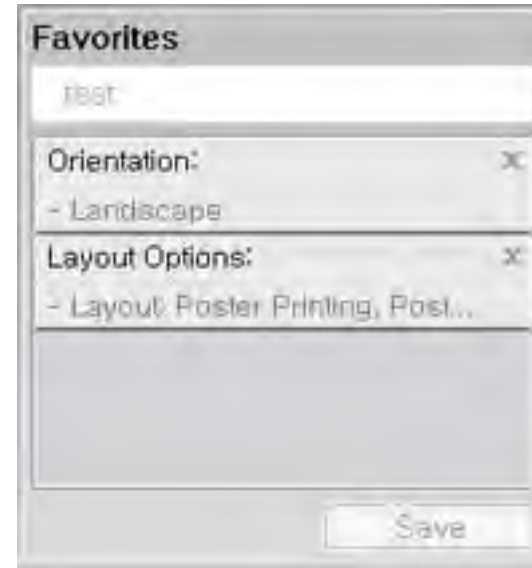 Favorites
test
Orientation:
x
- Landscape
Layout Options:
x
- Layout: Poster Printing, Post...
Save